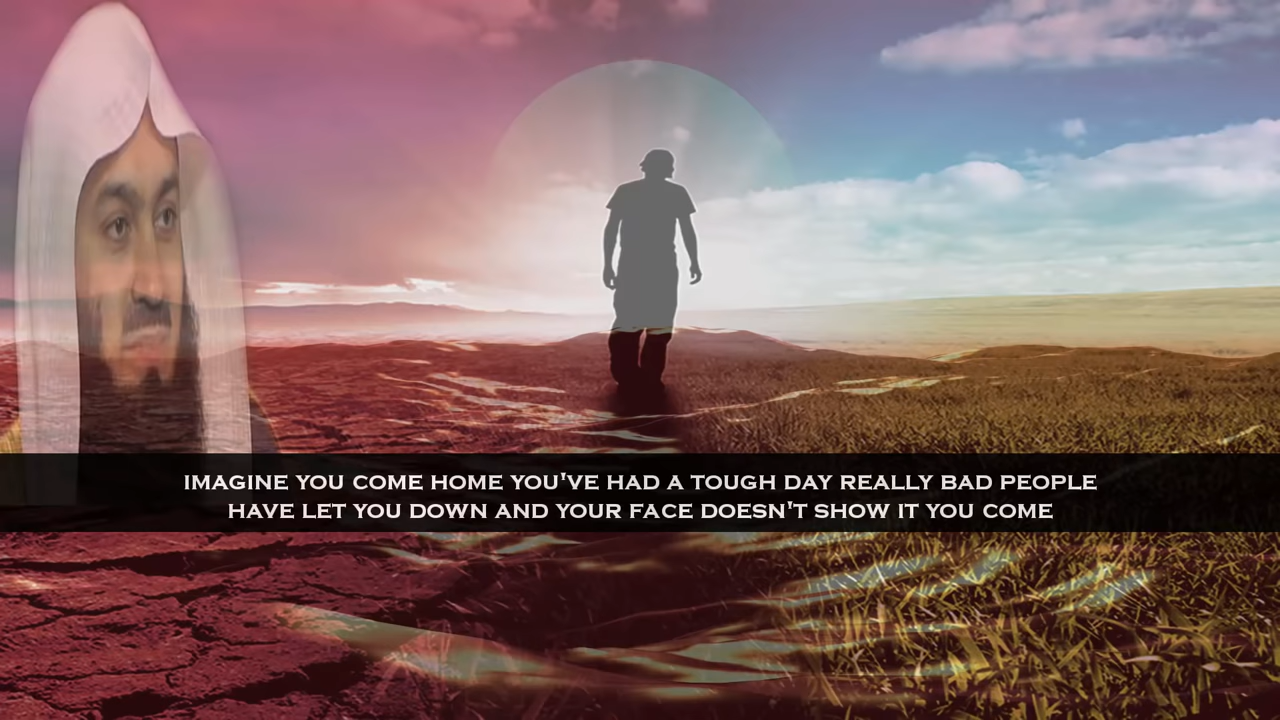 IMAGINE YOU COME HOME YOU'VE HAD A TOUGH DAY REALLY BAD PEOPLE
HAVE LET YOU DOWN AND YOUR FACE DOESN'T SHOW IT YOU COME